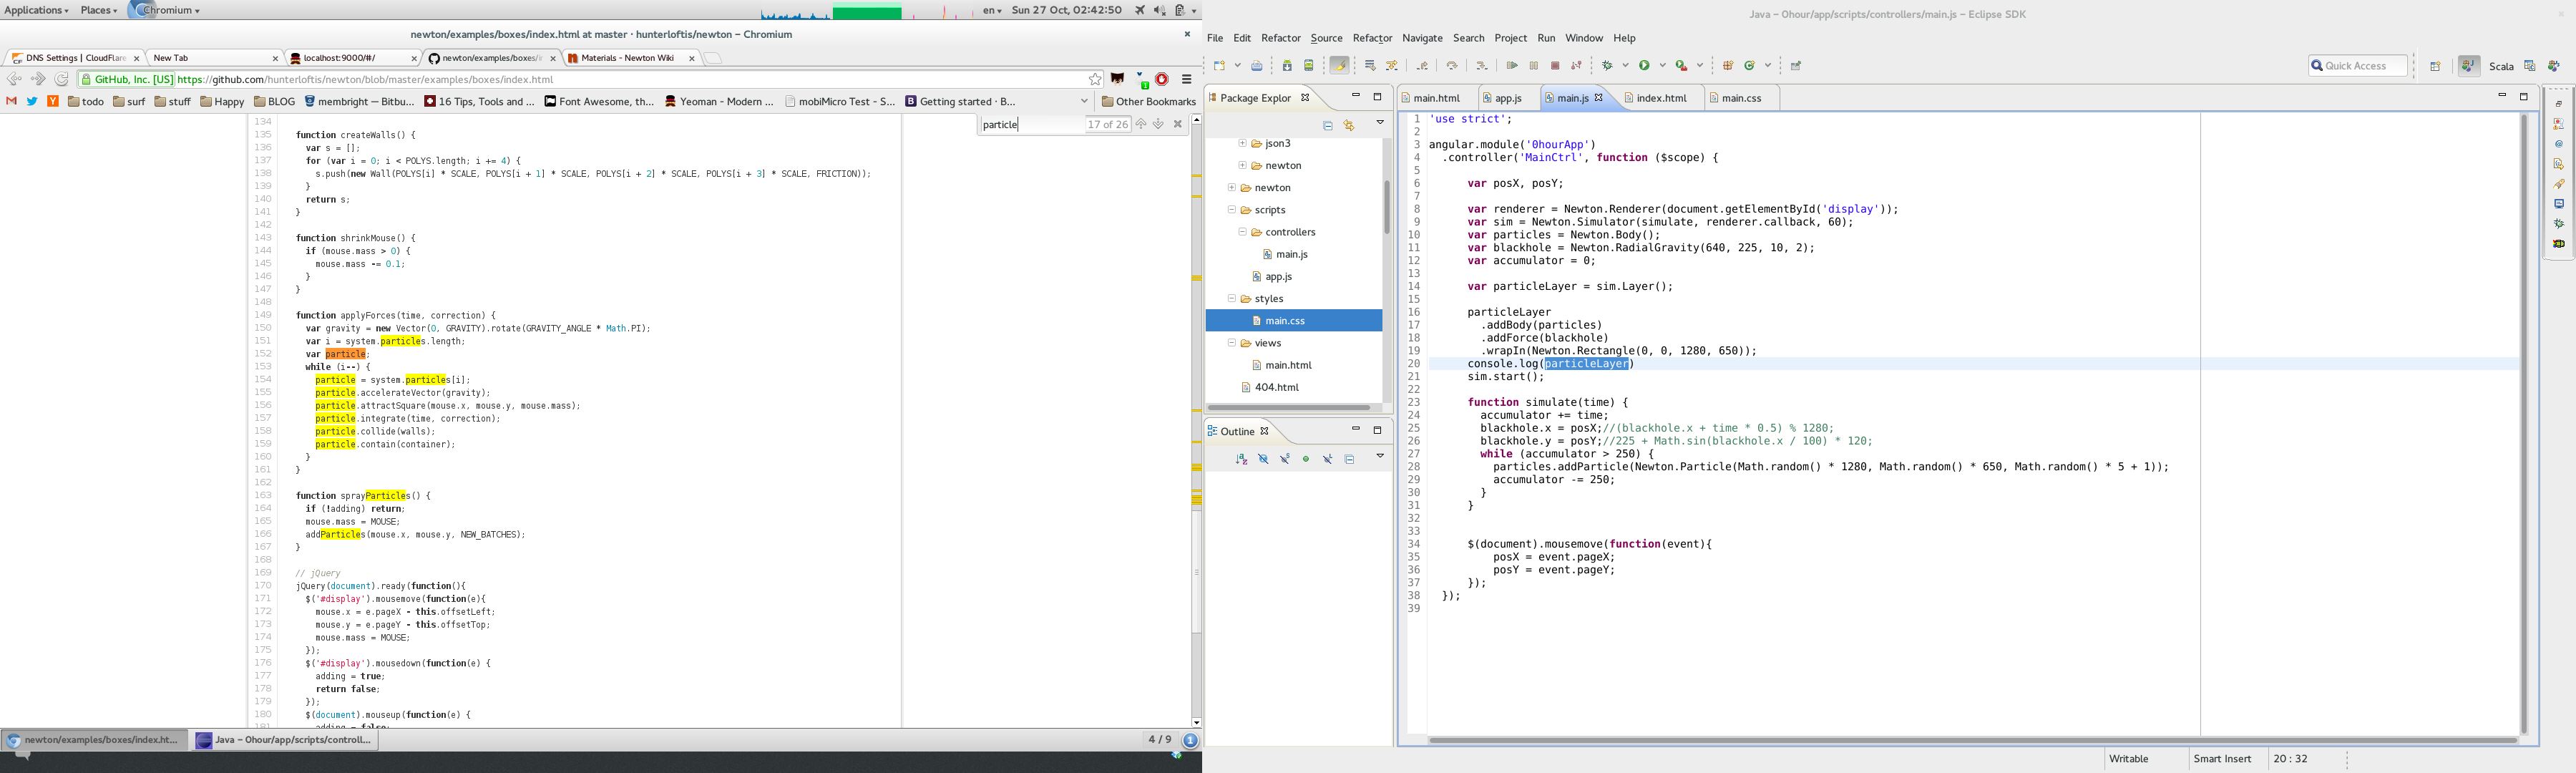 Applications Places Chromium en Sun 27 Oct, 02:42:50
newton/examples/boxes/index.html at master · hunterloftis/newton – Chromium
DNS Settings | CloudFlare New Tab localhost:9000/#/ newton/examples/boxes/i Materials - Newton Wiki
GitHub, Inc. [US] https://github.com/hunterloftis/newton/blob/master/examples/boxes/index.html
todo surf stuff Happy BLOG membright — Bitbu... 16 Tips, Tools and ... Font Awesome, th... Yeoman - Modern ... mobiMicro Test - S... Getting started · B... Other Bookmarks
particle 17 of 26
134
135 function createWalls() {
136 var s = [];
137 for (var i = 0; i < POLYS.length; i += 4) {
138 s.push(new Wall(POLYS[i] * SCALE, POLYS[i + 1] * SCALE, POLYS[i + 2] * SCALE, POLYS[i + 3] * SCALE, FRICTION));
139 }
140 return s;
141 }
142
143 function shrinkMouse() {
144 if (mouse.mass > 0) {
145 mouse.mass -= 0.1;
146 }
147 }
148
149 function applyForces(time, correction) {
150 var gravity = new Vector(0, GRAVITY).rotate(GRAVITY_ANGLE * Math.PI);
151 var i = system.particles.length;
152 var particle;
153 while (i--) {
154 particle = system.particles[i];
155 particle.accelerateVector(gravity);
156 particle.attractSquare(mouse.x, mouse.y, mouse.mass);
157 particle.integrate(time, correction);
158 particle.collide(walls);
159 particle.contain(container);
160 }
161 }
162
163 function sprayParticles() {
164 if (!adding) return;
165 mouse.mass = MOUSE;
166 addParticles(mouse.x, mouse.y, NEW_BATCHES);
167 }
168
169 // jQuery
170 jQuery(document).ready(function(){
171 $('#display').mousemove(function(e){
172 mouse.x = e.pageX - this.offsetLeft;
173 mouse.y = e.pageY - this.offsetTop;
174 mouse.mass = MOUSE;
175 });
176 $('#display').mousedown(function(e) {
177 adding = true;
178 return false;
179 });
180 $(document).mouseup(function(e) {
181 adding = false;
newton/examples/boxes/index.ht... Java – 0hour/app/scripts/controll... 4 / 9 1
Java – 0hour/app/scripts/controllers/main.js – Eclipse SDK
File Edit Refactor Source Refactor Navigate Search Project Run Window Help
Quick Access Scala
Package Explor
json3
newton
newton
scripts
controllers
main.js
app.js
styles
main.css
views
main.html
404.html
Outline
main.html app.js main.js index.html main.css
1 'use strict';
2
3 angular.module('0hourApp')
4 .controller('MainCtrl', function ($scope) {
5
6 var posX, posY;
7
8 var renderer = Newton.Renderer(document.getElementById('display'));
9 var sim = Newton.Simulator(simulate, renderer.callback, 60);
10 var particles = Newton.Body();
11 var blackhole = Newton.RadialGravity(640, 225, 10, 2);
12 var accumulator = 0;
13
14 var particleLayer = sim.Layer();
15
16 particleLayer
17 .addBody(particles)
18 .addForce(blackhole)
19 .wrapIn(Newton.Rectangle(0, 0, 1280, 650));
20 console.log(particleLayer)
21 sim.start();
22
23 function simulate(time) {
24 accumulator += time;
25 blackhole.x = posX;//(blackhole.x + time * 0.5) % 1280;
26 blackhole.y = posY;//225 + Math.sin(blackhole.x / 100) * 120;
27 while (accumulator > 250) {
28 particles.addParticle(Newton.Particle(Math.random() * 1280, Math.random() * 650, Math.random() * 5 + 1));
29 accumulator -= 250;
30 }
31 }
32
33
34 $(document).mousemove(function(event){
35 posX = event.pageX;
36 posY = event.pageY;
37 });
38 });
39
Writable Smart Insert 20 : 32